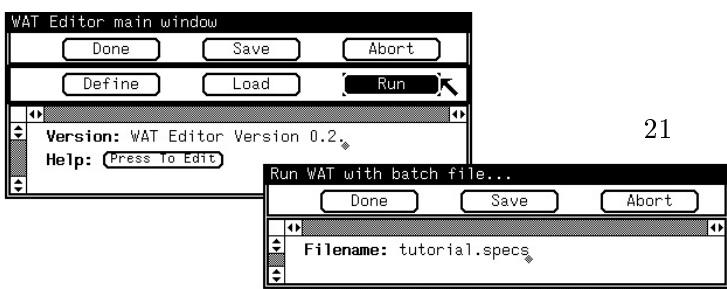 WAT Editor main window
Done Save Abort
Define Load Run
Version: WAT Editor Version 0.2.
Help: Press To Edit
21
Run WAT with batch file...
Done Save Abort
Filename: tutorial.specs